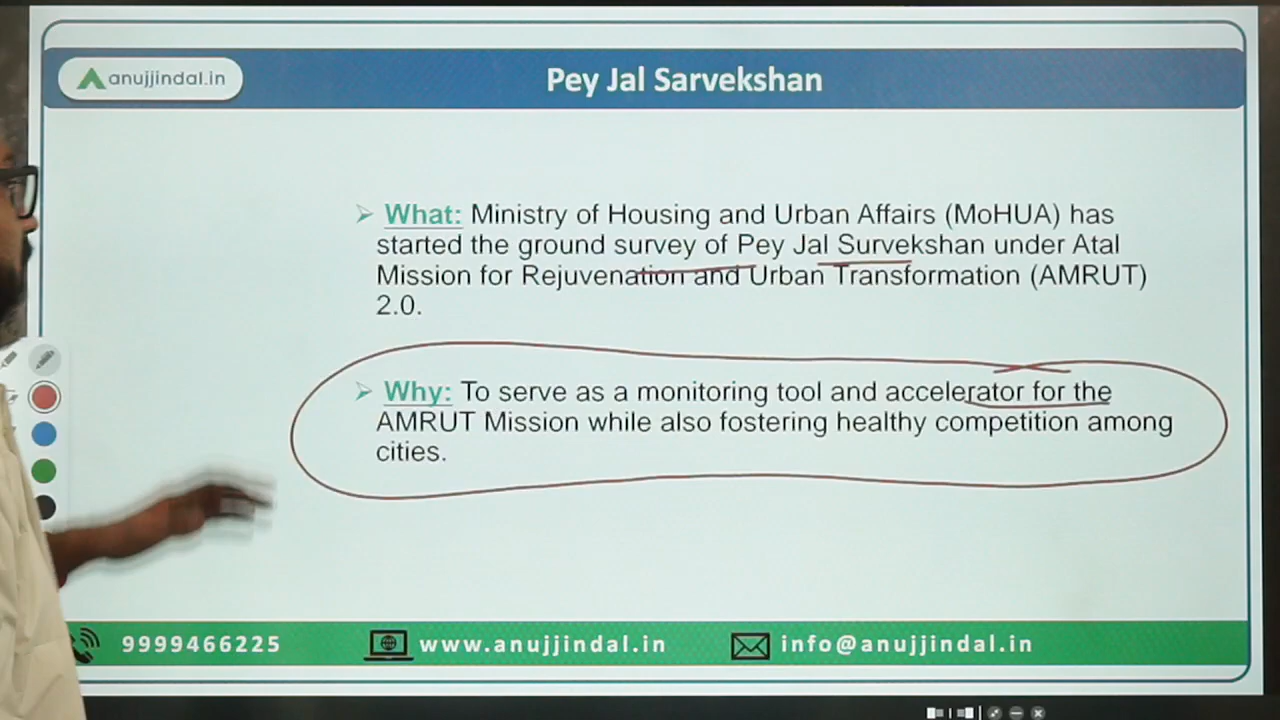 anujjindal.in
Pey Jal Sarvekshan
What: Ministry of Housing and Urban Affairs (MoHUA) has
started the ground survey of Pey Jal Survekshan under Atal
Mission for Rejuvenation and Urban Transformation (AMRUT)
2.0.
Why: To serve as a monitoring tool and accelerator for the
AMRUT Mission while also fostering healthy competition among
cities.
9999466225
www.anujjindal.in
info@anujjindal.in